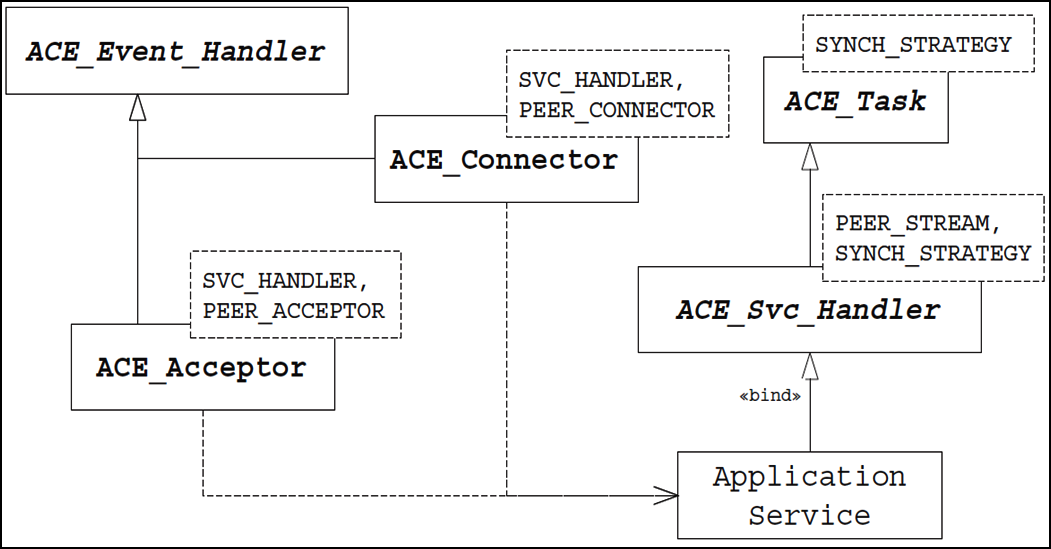 ACE_Event_Handler
SYNCH_STRATEGY
ACE_Task
SVC_HANDLER,
PEER_CONNECTOR
ACE_Connector
PEER_STREAM,
SYNCH_STRATEGY
ACE_Svc_Handler
SVC_HANDLER,
PEER_ACCEPTOR
ACE_Acceptor
«bind»
Application
Service